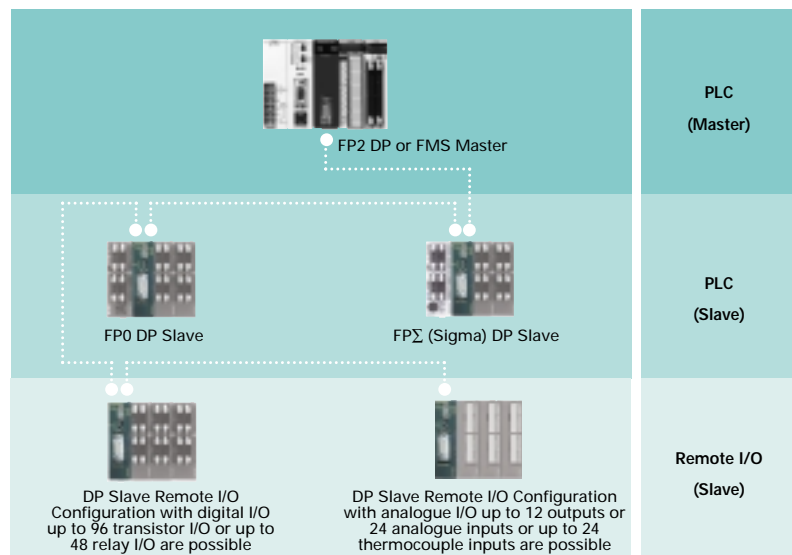 FP2 DP or FMS Master
PLC
(Master)
FP0 DP Slave
FPΣ (Sigma) DP Slave
PLC
(Slave)
DP Slave Remote I/O
Configuration with digital I/O
up to 96 transistor I/O or up to
48 relay I/O are possible
DP Slave Remote I/O Configuration
with analogue I/O up to 12 outputs or
24 analogue inputs or up to 24
thermocouple inputs are possible
Remote I/O
(Slave)